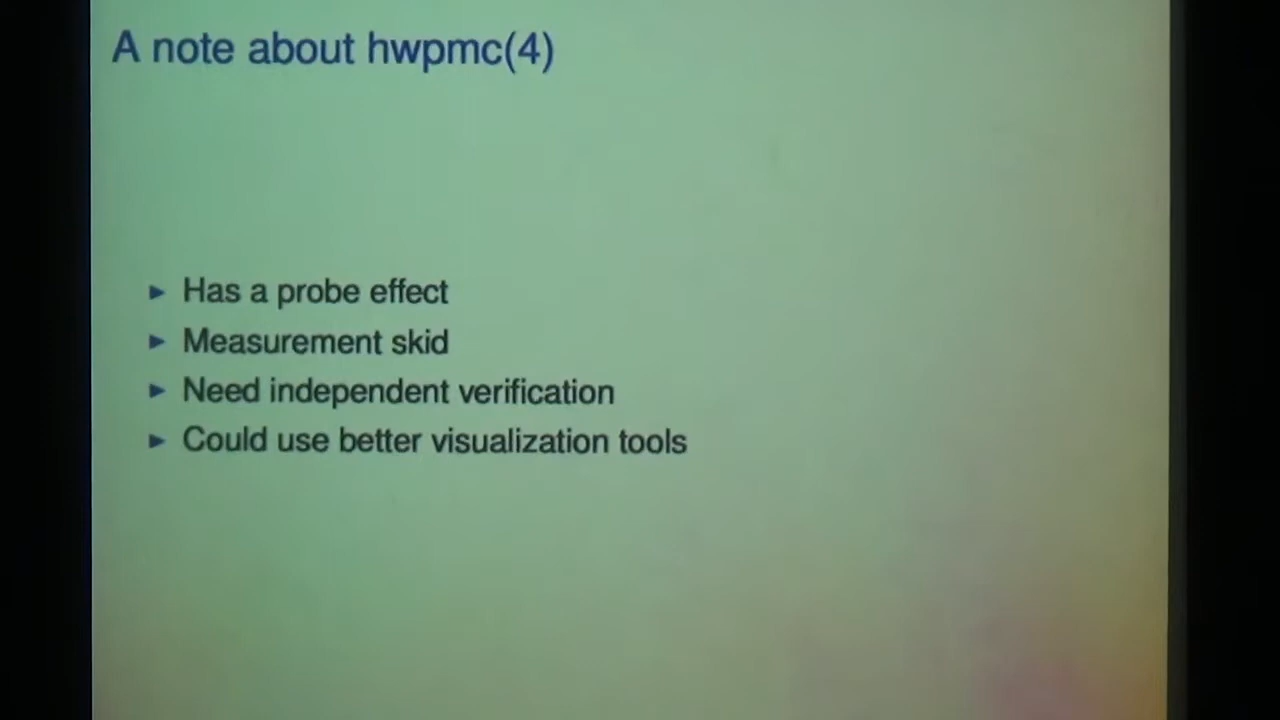 A note about hwpmc(4)
Has a probe effect
Measurement skid
Need independent verification
Could use better visualization tools